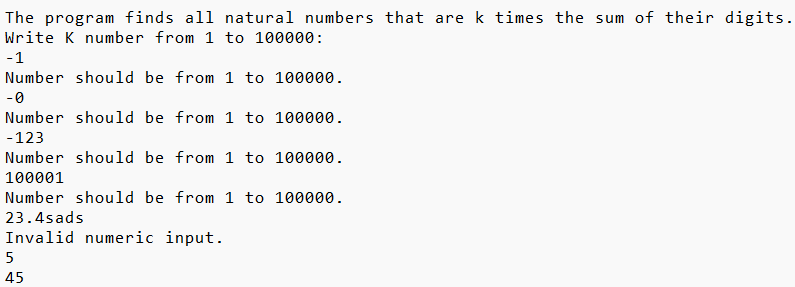 The program finds all natural numbers that are k times the sum of their digits.
Write K number from 1 to 100000:
-1
Number should be from 1 to 100000.
-0
Number should be from 1 to 100000.
-123
Number should be from 1 to 100000.
100001
Number should be from 1 to 100000.
23.4sads
Invalid numeric input.
5
45